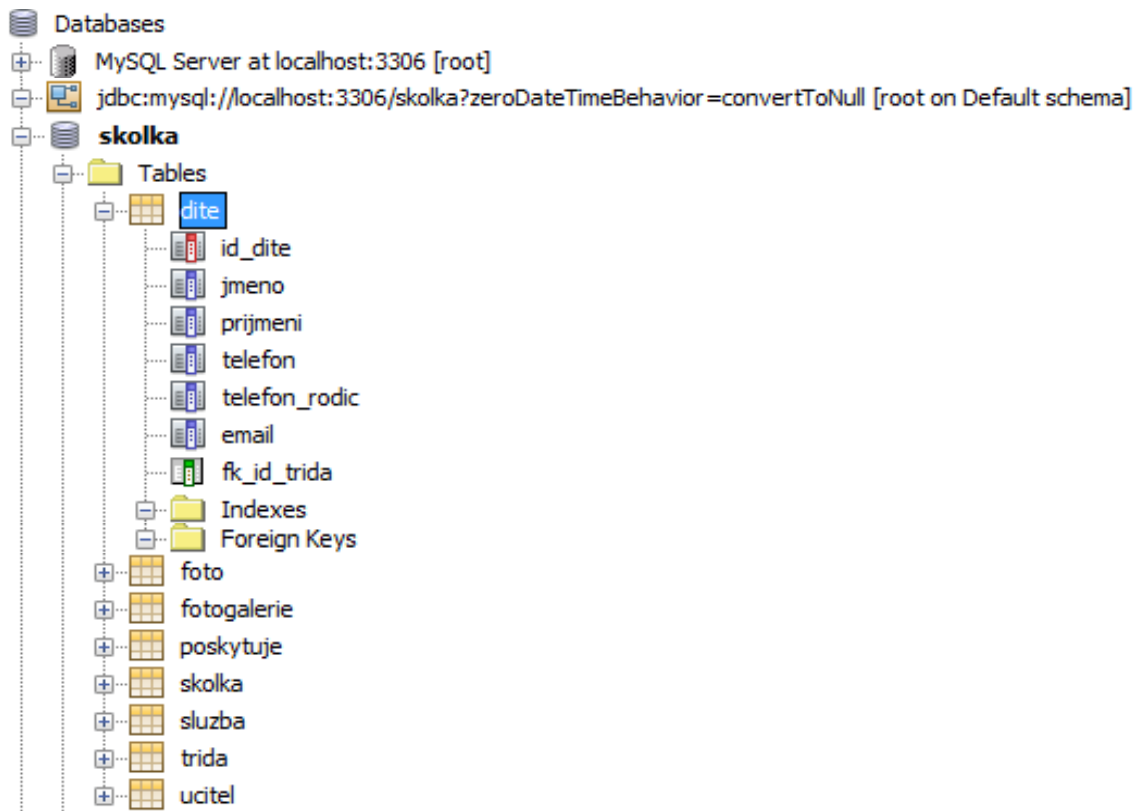 Databases
MySQL Server at localhost:3306 [root]
jdbc:mysql://localhost:3306/skolka?zeroDateTimeBehavior=convertToNull [root on Default schema]
skolka
Tables
dite
id_dite
jmeno
prijmeni
telefon
telefon_rodic
email
fk_id_trida
Indexes
Foreign Keys
foto
fotogalerie
poskytuje
skolka
sluzba
trida
ucitel